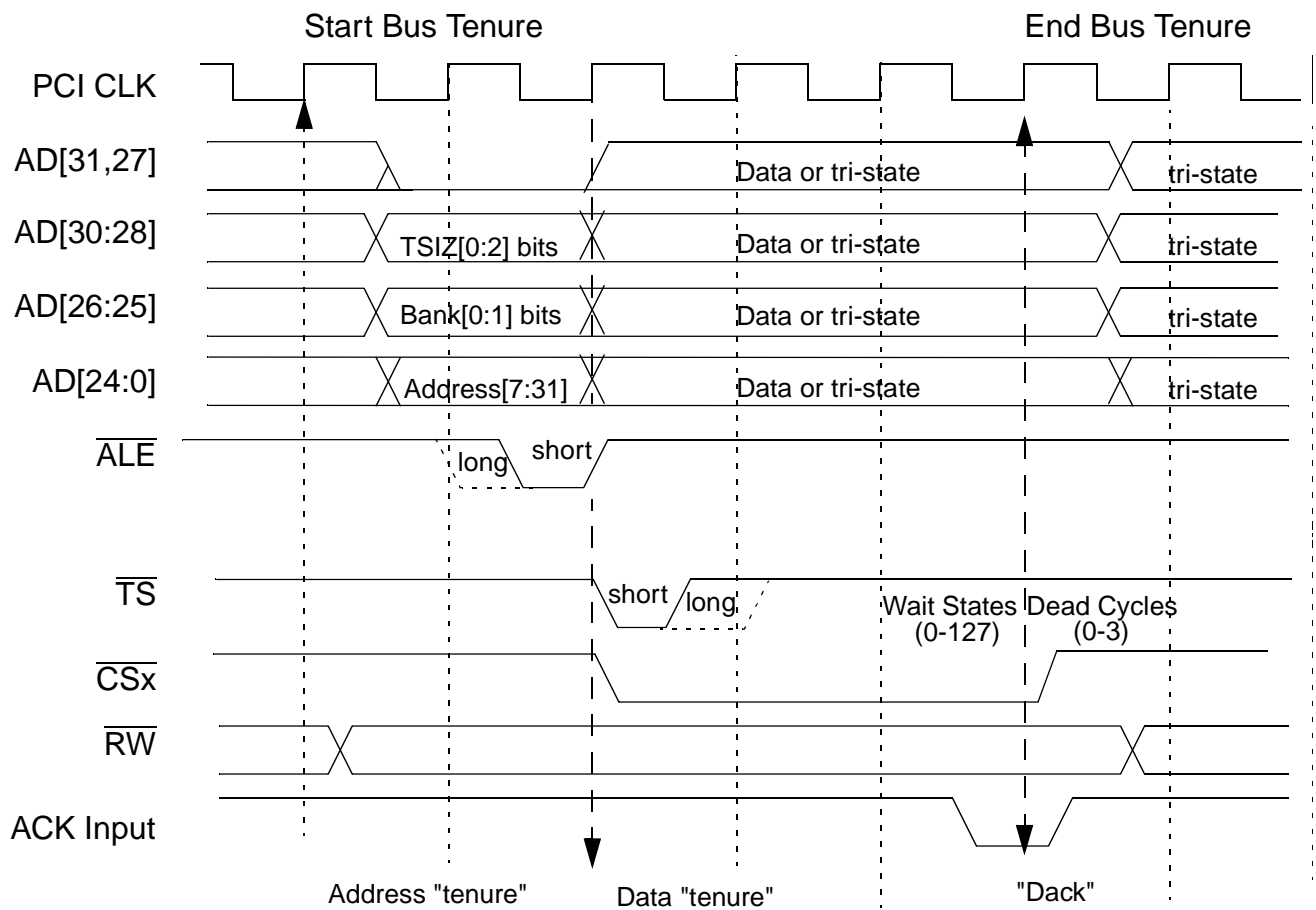 Start Bus Tenure End Bus Tenure
PCI CLK
AD[31,27] Data or tri-state tri-state
AD[30:28] TSIZ[0:2] bits Data or tri-state tri-state
AD[26:25] Bank[0:1] bits Data or tri-state tri-state
AD[24:0] Address[7:31] Data or tri-state tri-state
ALE long short
TS short long
Wait States Dead Cycles
(0-127) (0-3)
CSx
RW
ACK Input
Address "tenure" Data "tenure" "Dack"